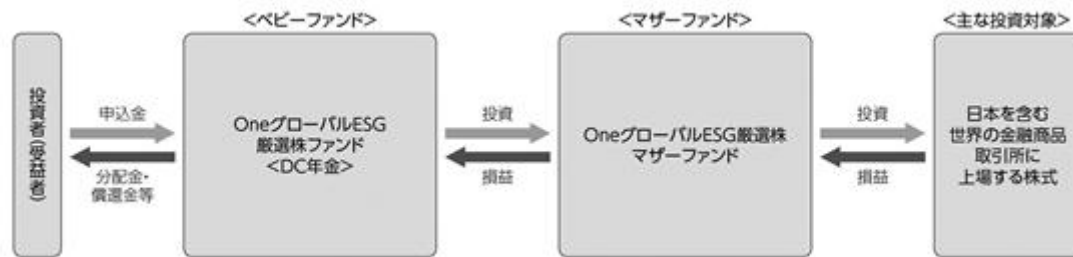 <ベビーファンド>
<マザーファンド>
<主な投資対象>
投資者(受益者)
申込金
分配金・
償還金等
OneグローバルESG
厳選株ファンド
<DC年金>
投資
損益
OneグローバルESG厳選株
マザーファンド
投資
損益
日本を含む
世界の金融商品
取引所に
上場する株式